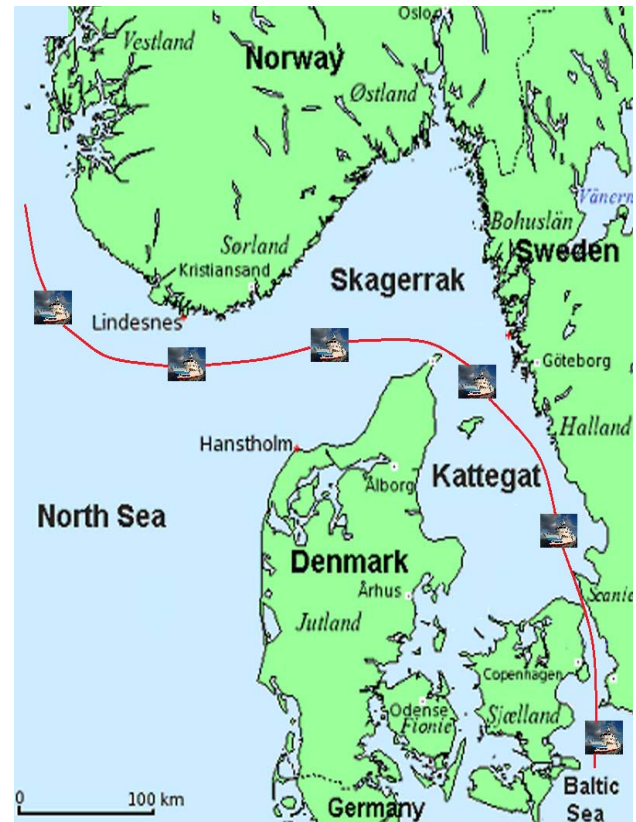 Oslo
Vestland
Norway
Østland
Vänern
Bohuslän
Sørland
Sweden
Kristiansand
Skagerrak
Lindesnes
Göteborg
Halland
Hanstholm
Kattegat
Ålborg
North Sea
Denmark
Århus
Scanie
Jutland
Copenhagen
Odense
Fionie
Sjælland
Baltic
Sea
0
100 km
Germany